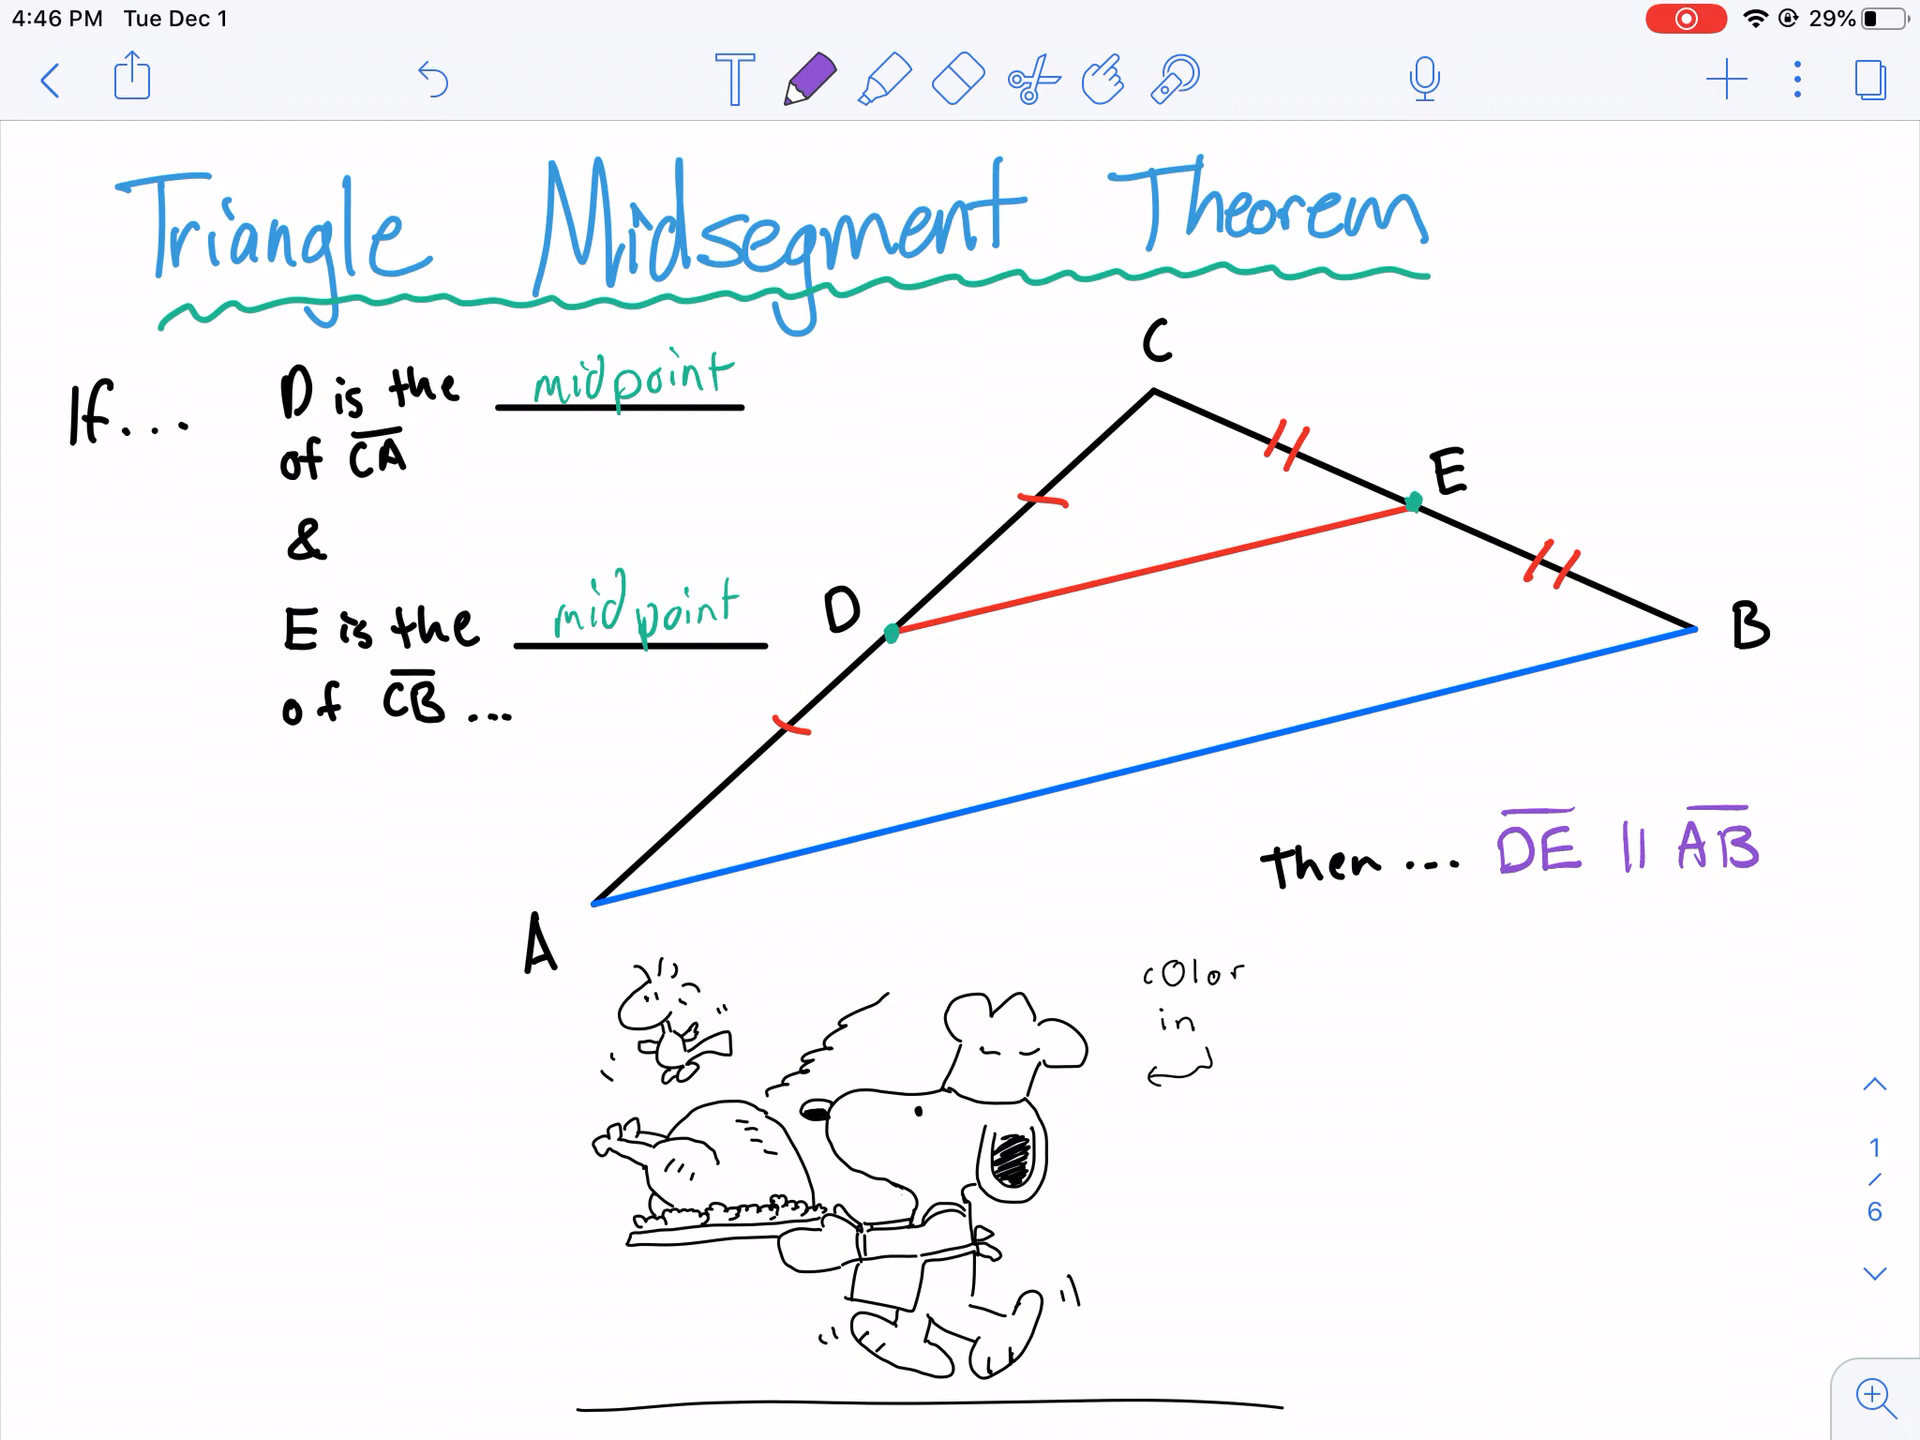 4:46 PM Tue Dec 1
29%
Triangle Midsegment Theorem
If... D is the midpoint
of CA
&
E is the midpoint
of CB ...
C
E
D
B
A
then ... DE || AB
color
in
1
/
6